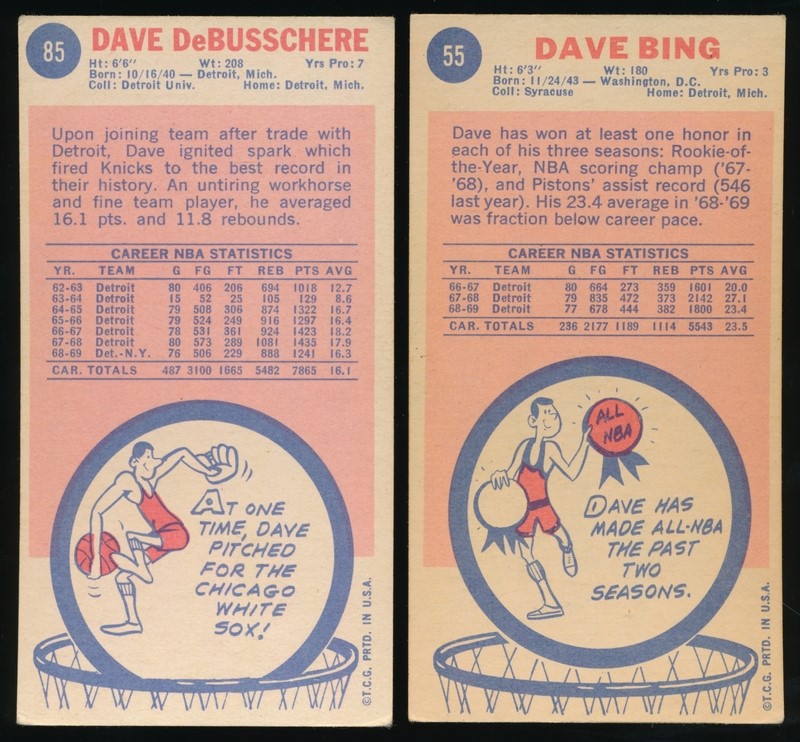 85
DAVE DeBUSSCHERE
Ht: 6'6" Wt: 208 Yrs Pro: 7
Born: 10/16/40 — Detroit, Mich.
Coll: Detroit Univ. Home: Detroit, Mich.
Upon joining team after trade with
Detroit, Dave ignited spark which
fired Knicks to the best record in
their history. An untiring workhorse
and fine team player, he averaged
16.1 pts. and 11.8 rebounds.
CAREER NBA STATISTICS
YR. TEAM G FG FT REB PTS AVG
62-63 Detroit 80 406 206 694 1018 12.7
63-64 Detroit 15 52 25 105 129 8.6
64-65 Detroit 79 508 306 874 1322 16.7
65-66 Detroit 79 524 249 916 1297 16.4
66-67 Detroit 78 531 361 924 1423 18.2
67-68 Detroit 80 573 289 1081 1435 17.9
68-69 Det.-N.Y. 76 506 229 888 1241 16.3
CAR. TOTALS 487 3100 1665 5482 7865 16.1
AT ONE
TIME, DAVE
PITCHED
FOR THE
CHICAGO
WHITE
SOX!
©T.C.G. PRTD. IN U.S.A.
55
DAVE BING
Ht: 6'3" Wt: 180 Yrs Pro: 3
Born: 11/24/43 — Washington, D.C.
Coll: Syracuse Home: Detroit, Mich.
Dave has won at least one honor in
each of his three seasons: Rookie-of-
the-Year, NBA scoring champ ('67-
'68), and Pistons' assist record (546
last year). His 23.4 average in '68-'69
was fraction below career pace.
CAREER NBA STATISTICS
YR. TEAM G FG FT REB PTS AVG
66-67 Detroit 80 664 273 359 1601 20.0
67-68 Detroit 79 835 472 373 2142 27.1
68-69 Detroit 77 678 444 382 1800 23.4
CAR. TOTALS 236 2177 1189 1114 5543 23.5
ALL
NBA
DAVE HAS
MADE ALL-NBA
THE PAST
TWO
SEASONS.
©T.C.G. PRTD. IN U.S.A.